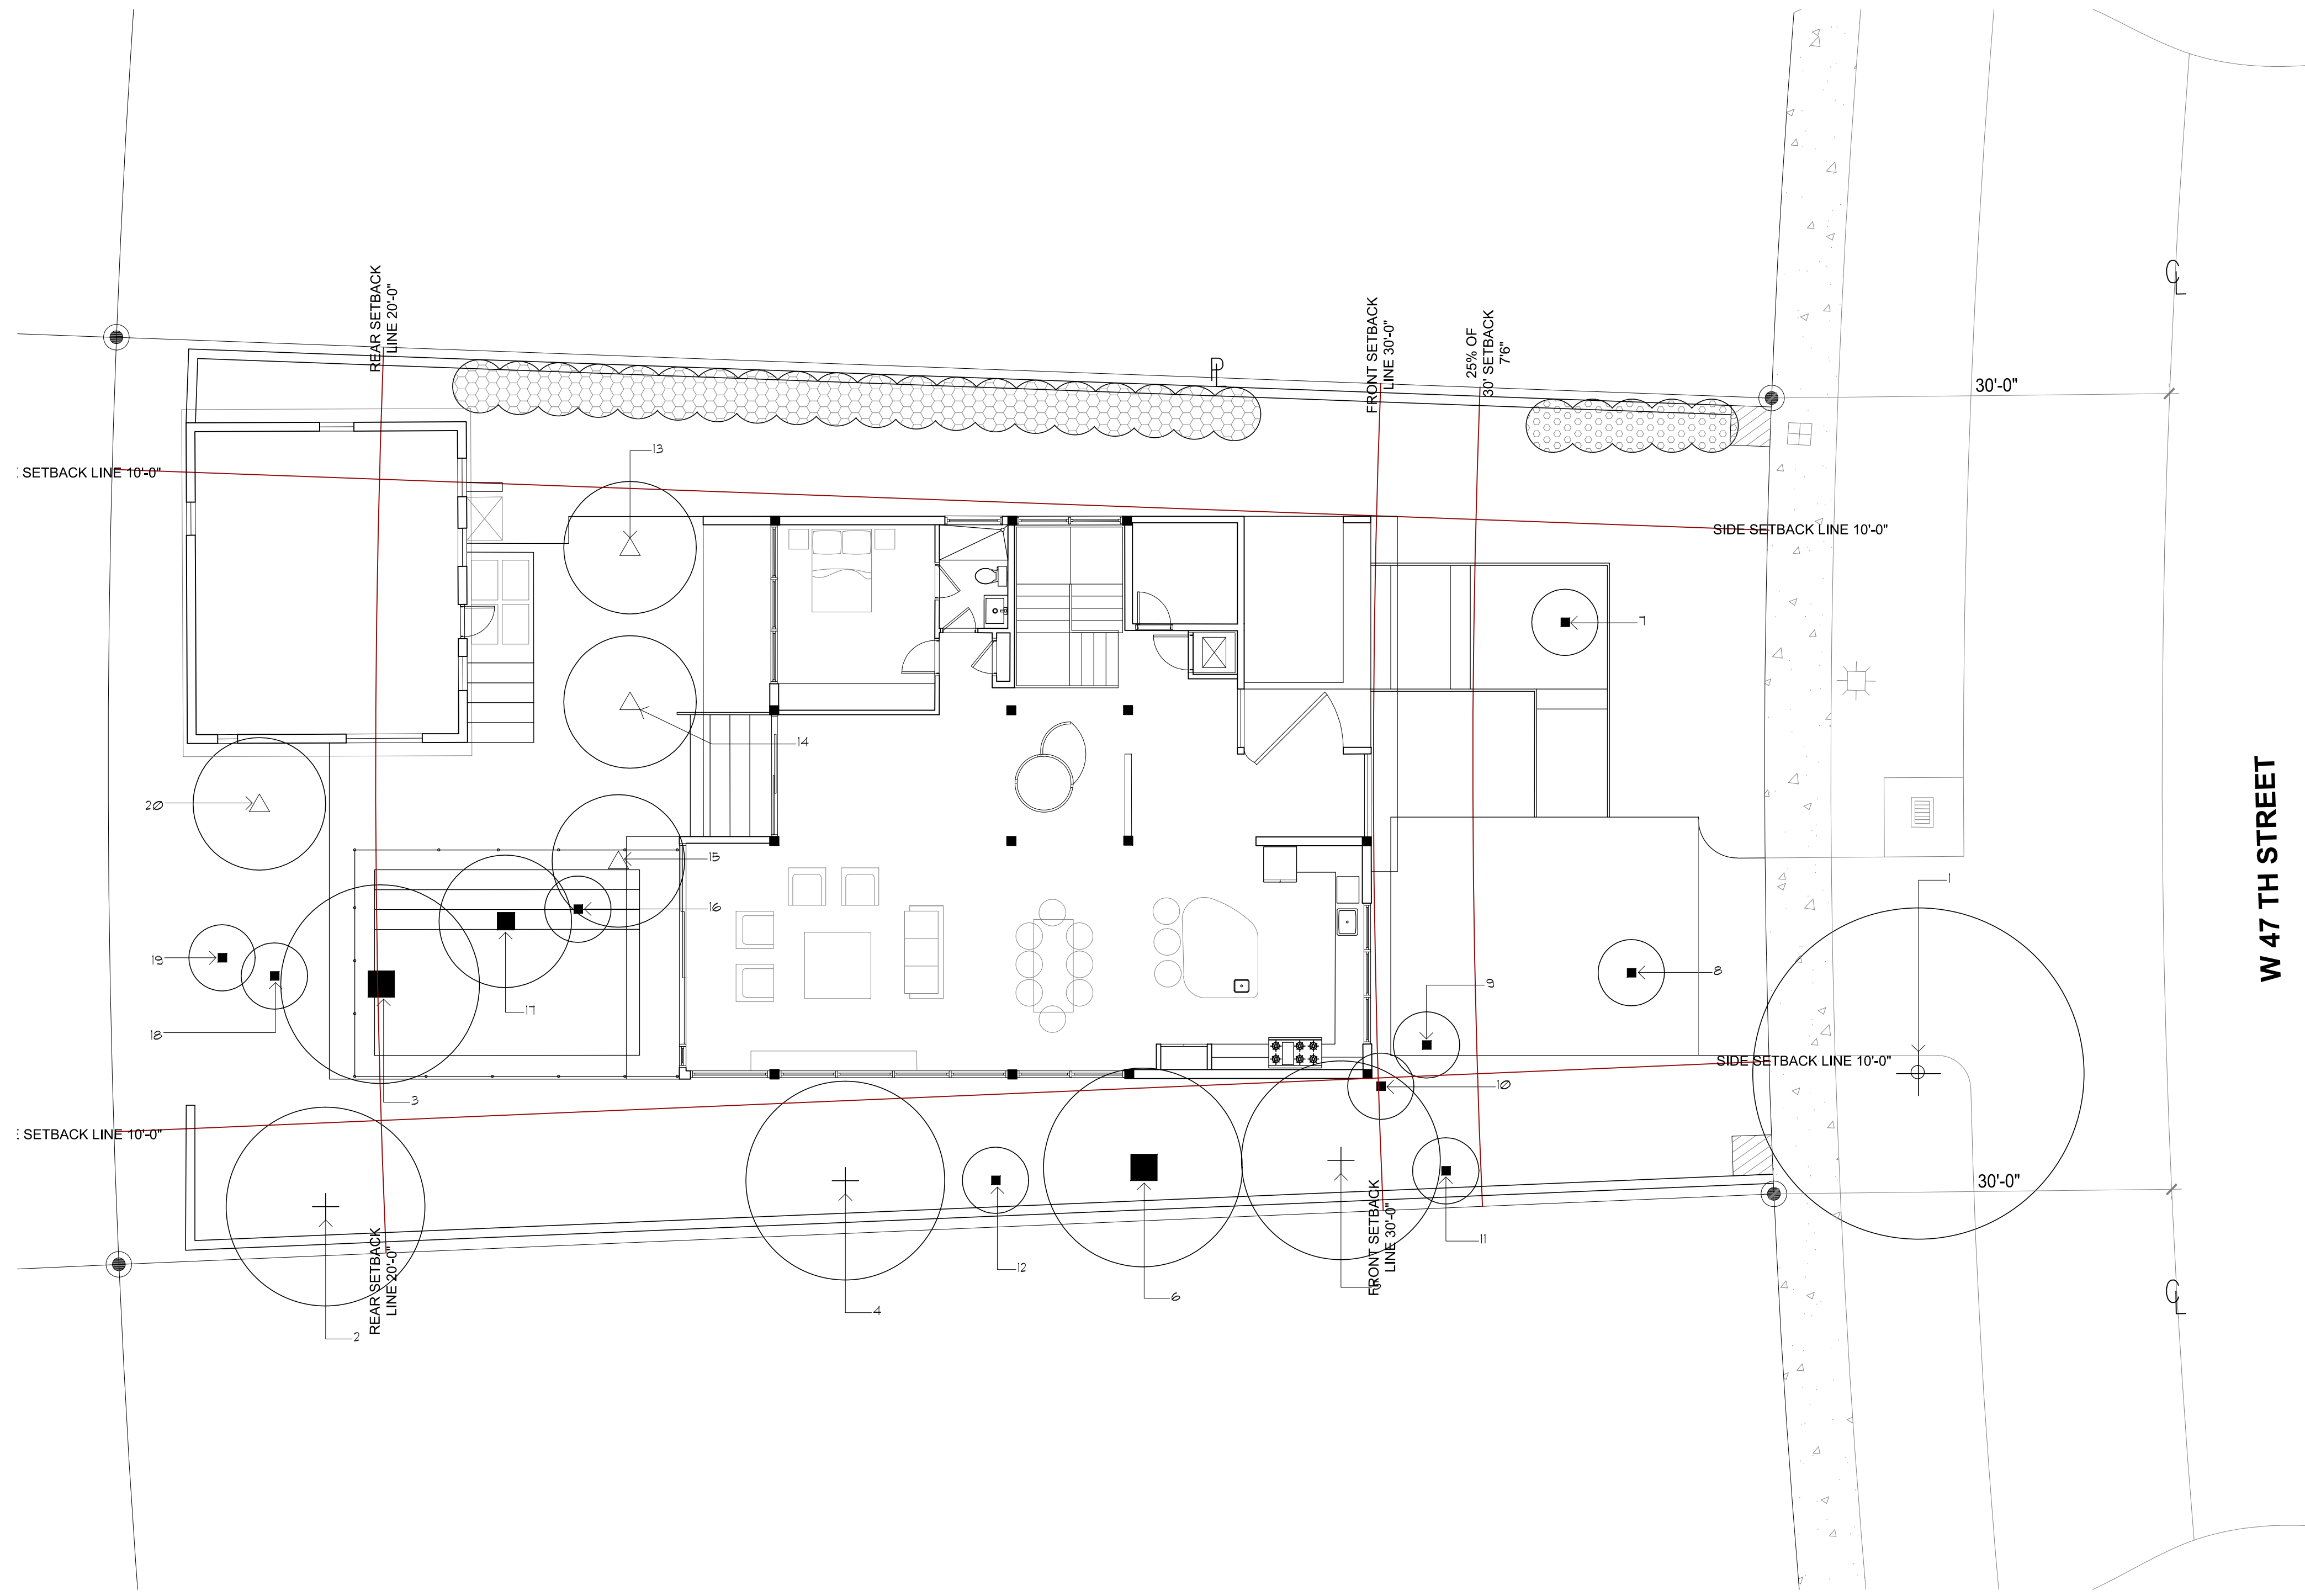 REAR SETBACK
LINE 20'-0"
FRONT SETBACK
LINE 30'-0"
25% OF
30' SETBACK
7'6"
30'-0"
SETBACK LINE 10'-0"
SIDE SETBACK LINE 10'-0"
13
7
14
20
15
16
19
18
17
3
1
8
9
10
W 47 TH STREET
SIDE SETBACK LINE 10'-0"
E SETBACK LINE 10'-0"
30'-0"
FRONT SETBACK
LINE 30'-0"
REAR SETBACK
LINE 20'-0"
11
12
6
4
2